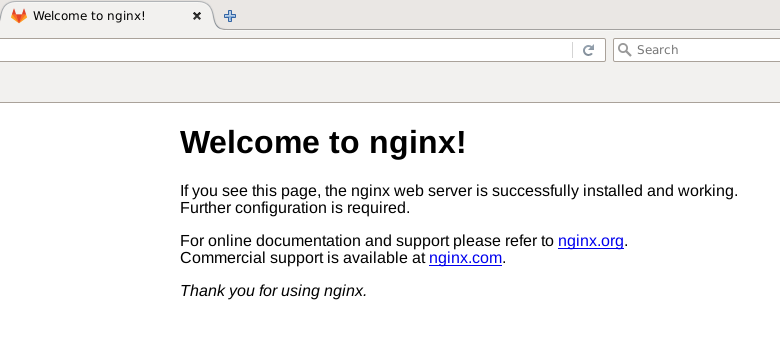 Welcome to nginx!
Search
Welcome to nginx!
If you see this page, the nginx web server is successfully installed and working.
Further configuration is required.
For online documentation and support please refer to nginx.org.
Commercial support is available at nginx.com.
Thank you for using nginx.